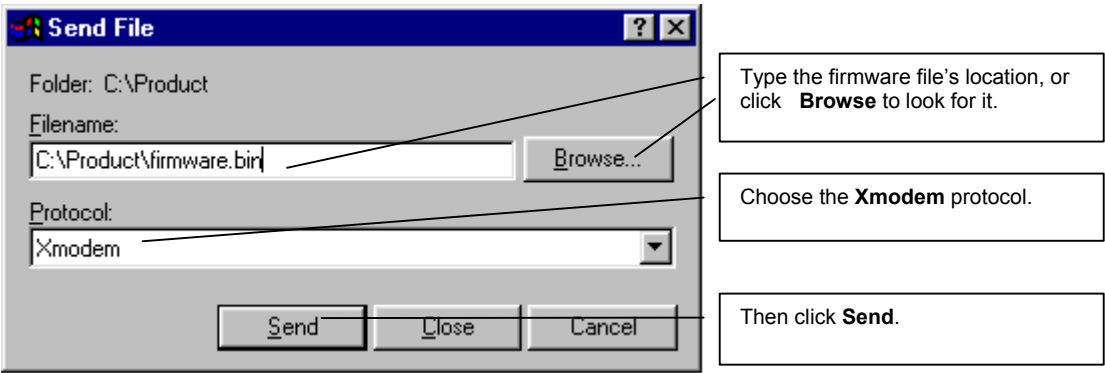 Send File
Folder: C:\Product
Filename:
C:\Product\firmware.bin
Browse...
Protocol:
Xmodem
Send
Close
Cancel
Type the firmware file’s location, or
click Browse to look for it.
Choose the Xmodem protocol.
Then click Send.